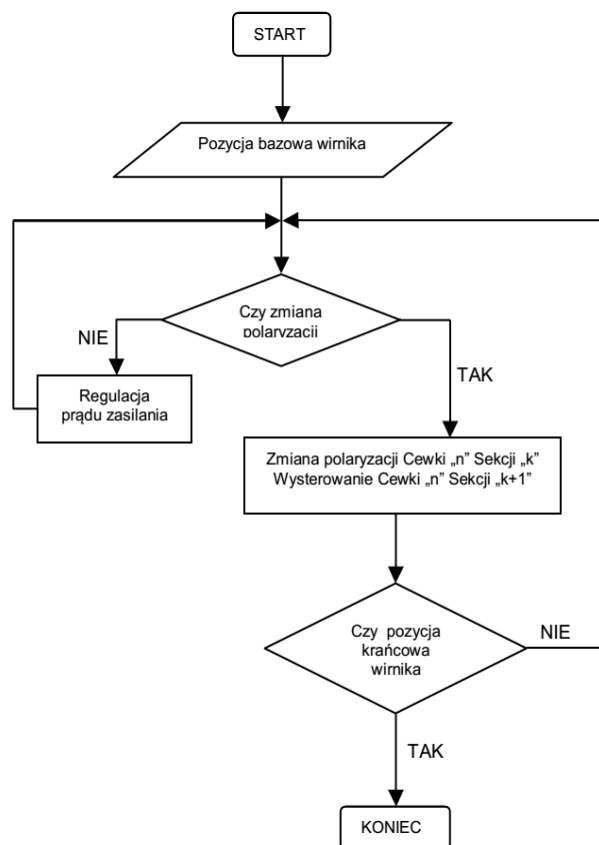 START
Pozycja bazowa wirnika
Czy zmiana
polaryzacji
NIE
TAK
Regulacja
prądu zasilania
Zmiana polaryzacji Cewki „n” Sekcji „k”
Wysterowanie Cewki „n” Sekcji „k+1”
Czy pozycja
krańcowa
wirnika
NIE
TAK
KONIEC